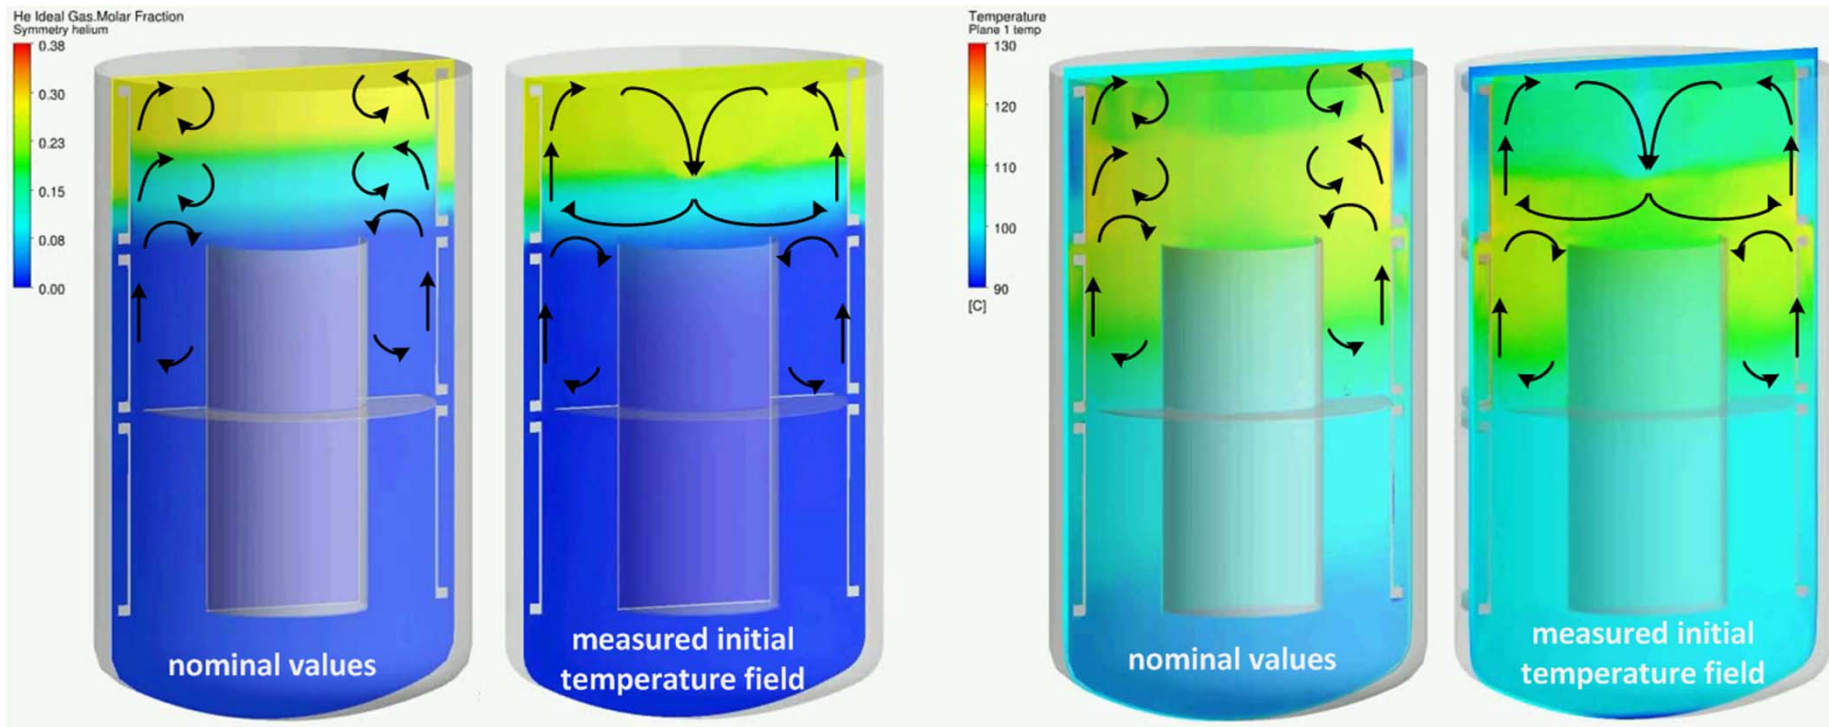 He Ideal Gas.Molar Fraction
Symmetry helium
0.38
0.30
0.23
0.15
0.08
0.00
nominal values
measured initial
temperature field
Temperature
Plane 1 temp
130
120
110
100
90
[C]
nominal values
measured initial
temperature field